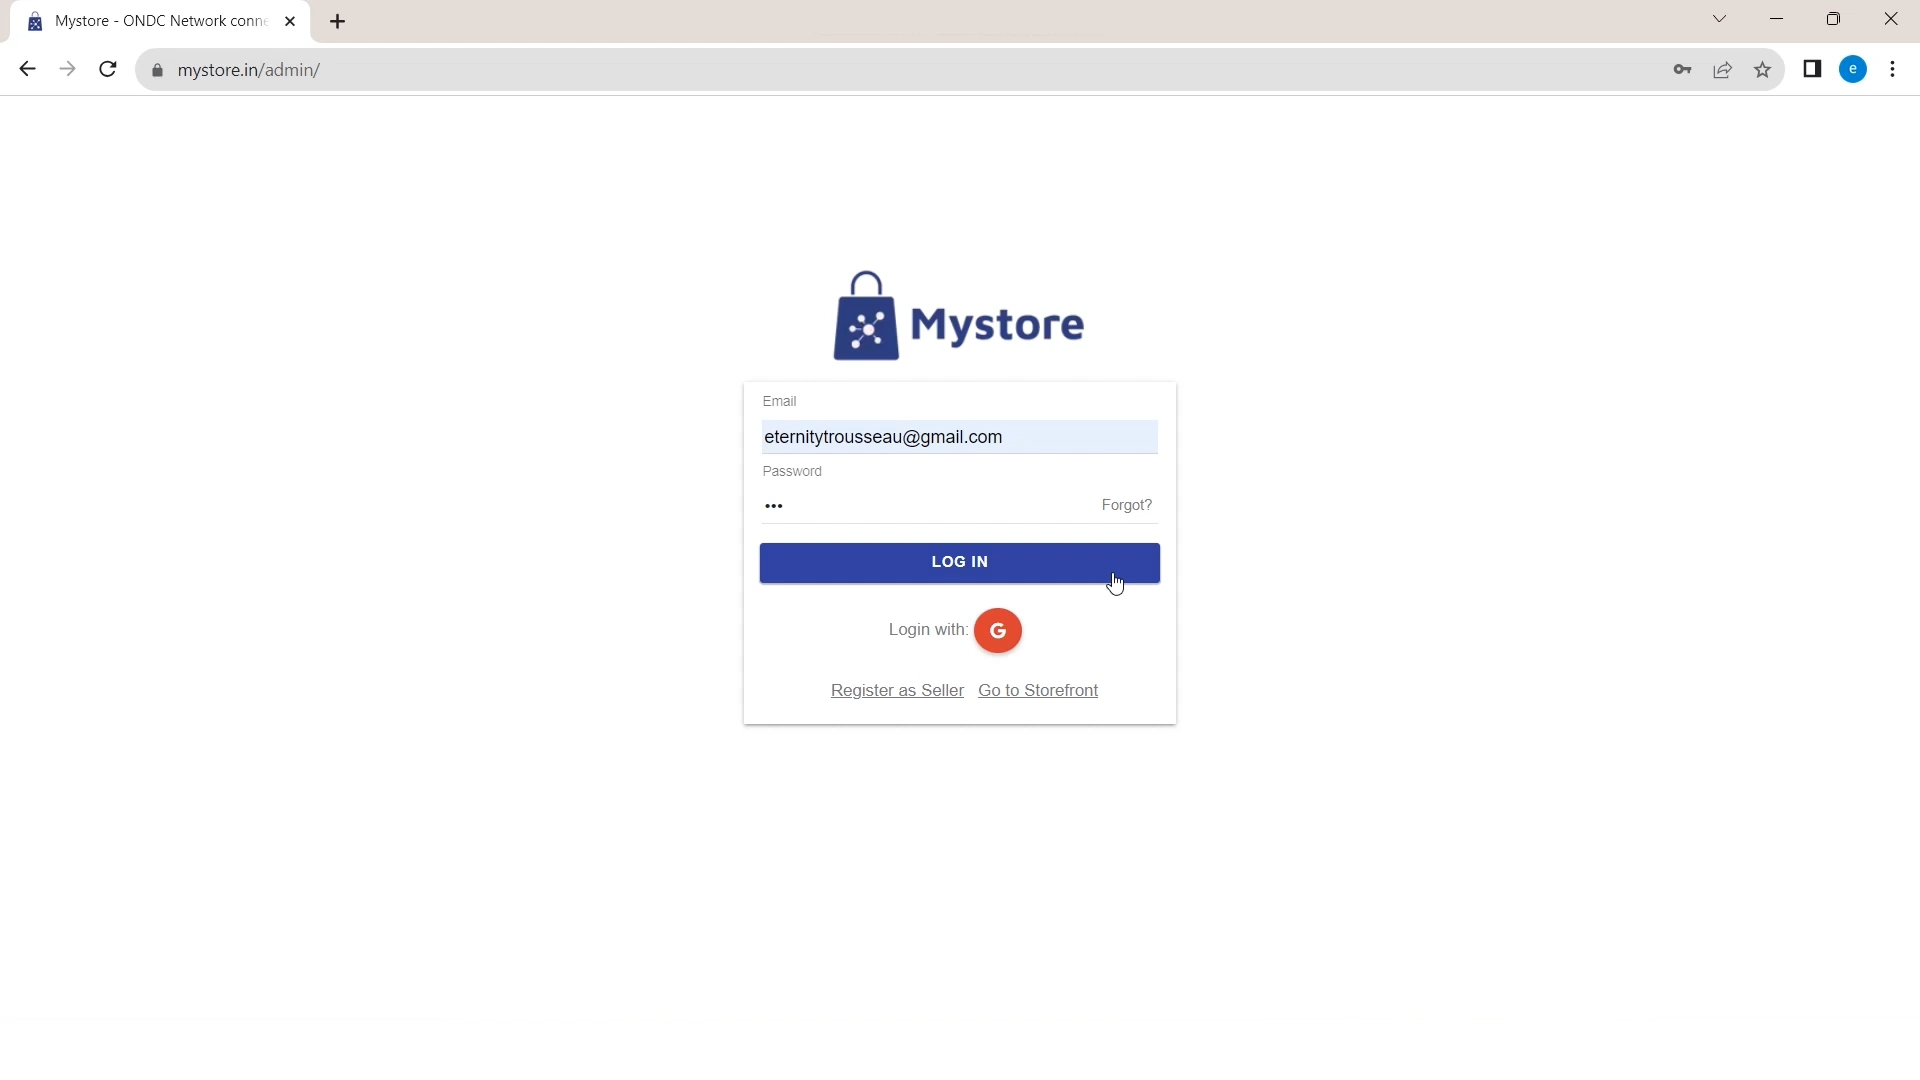 Mystore - ONDC Network conne
mystore.in/admin/
e
Mystore
Email
eternitytrousseau@gmail.com
Password
•••
Forgot?
LOG IN
Login with: G
Register as Seller Go to Storefront